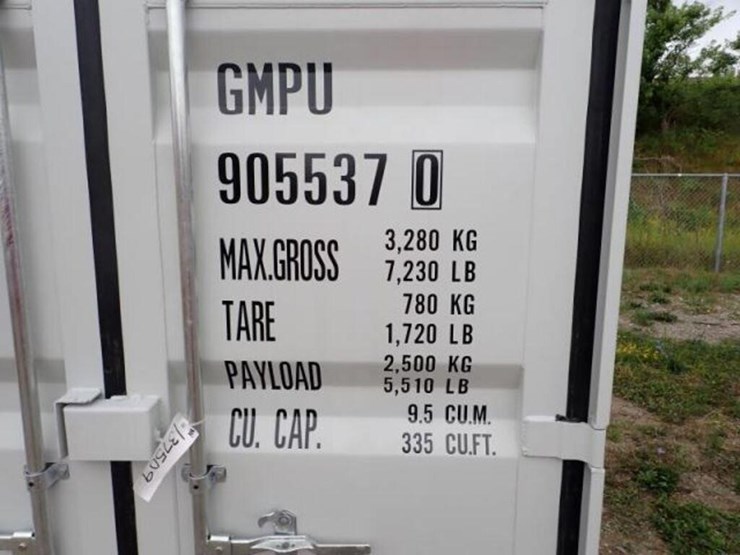 GMPU
905537 0
MAX.GROSS 3,280 KG
7,230 LB
TARE 780 KG
1,720 LB
PAYLOAD 2,500 KG
5,510 LB
CU. CAP. 9.5 CU.M.
335 CU.FT.
137509